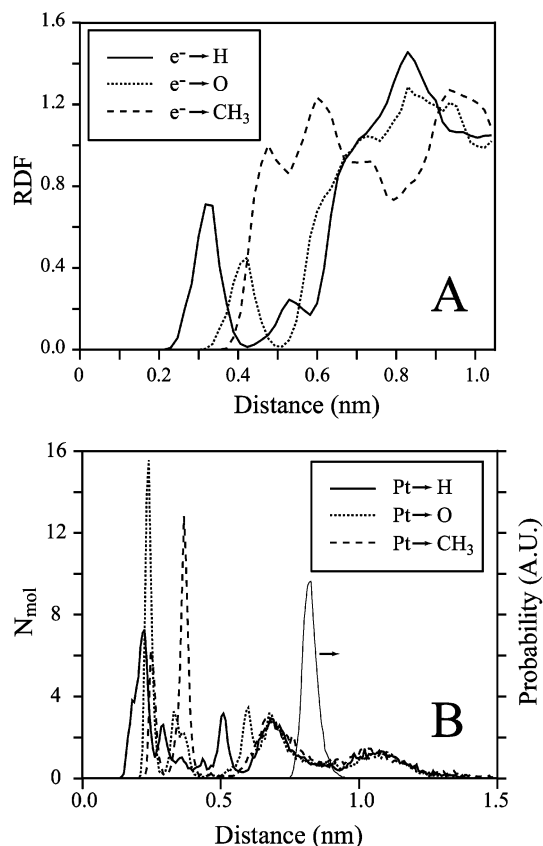 1.6
1.2
0.8
0.4
0.0
RDF
e⁻→H
e⁻→O
e⁻→CH₃
A
0 0.2 0.4 0.6 0.8 1.0
Distance (nm)
16
12
8
4
0
N_mol
Pt→H
Pt→O
Pt→CH₃
Probability (A.U.)
B
0.0 0.5 1.0 1.5
Distance (nm)